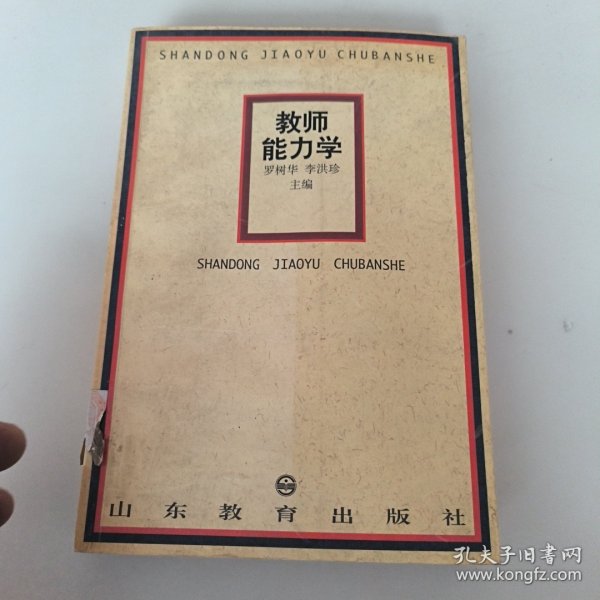 SHANDONG JIAOYU CHUBANSHE
教师
能力学
罗树华 李洪珍
主编
SHANDONG JIAOYU CHUBANSHE
山东教育出版社
孔夫子旧书网
www.kongfz.com